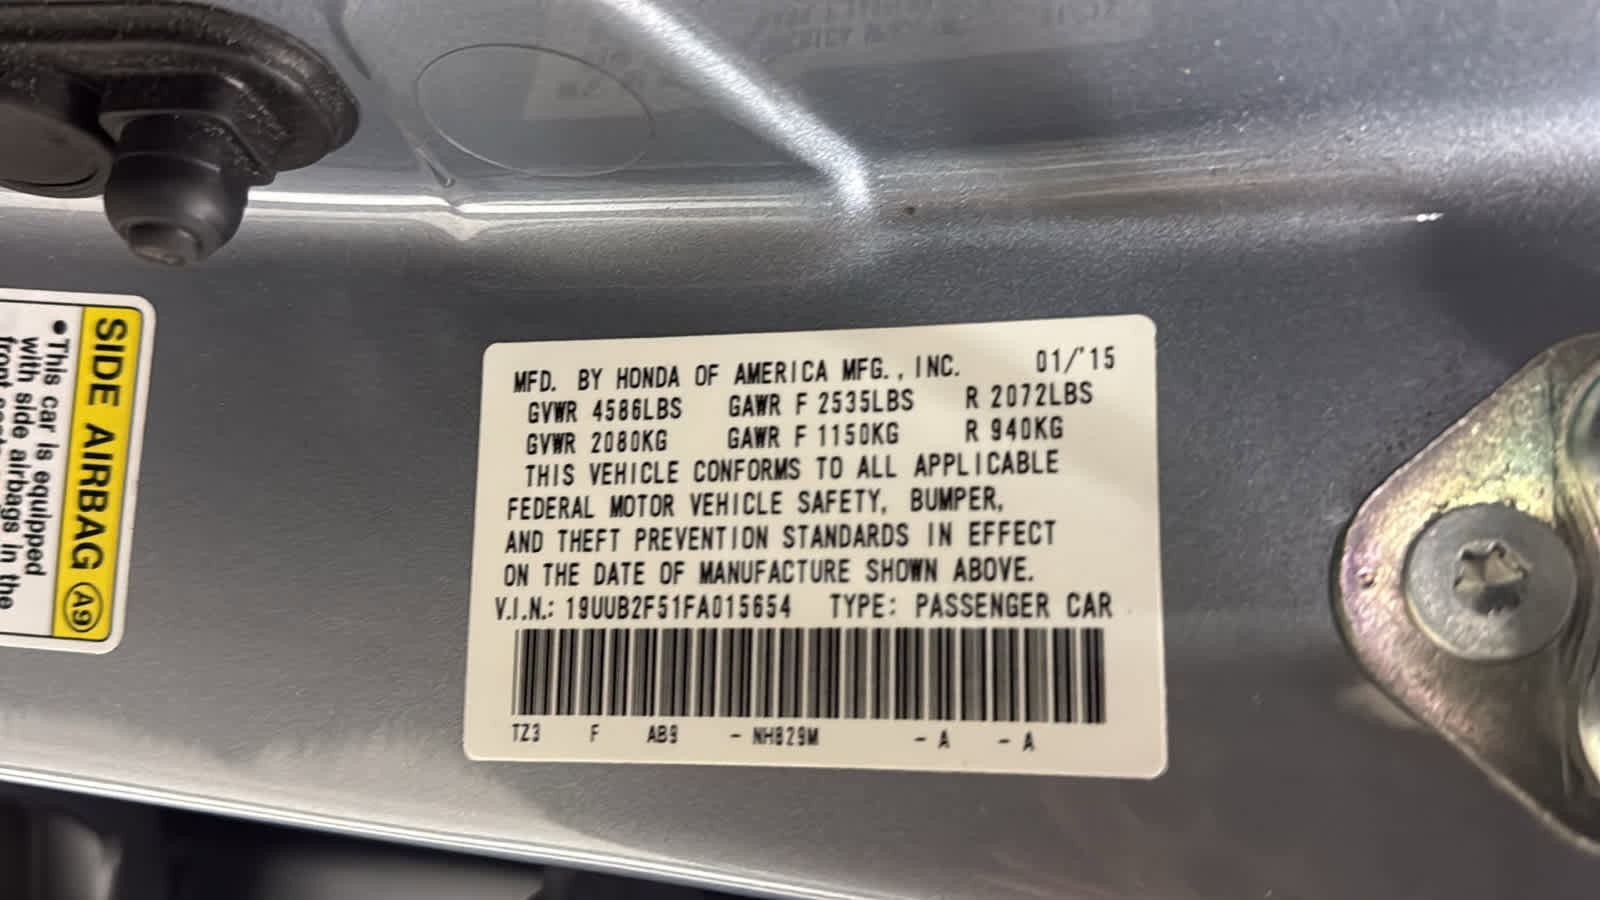 MFD. BY HONDA OF AMERICA MFG., INC. 01/'15
GVWR 4586LBS GAWR F 2535LBS R 2072LBS
GVWR 2080KG GAWR F 1150KG R 940KG
THIS VEHICLE CONFORMS TO ALL APPLICABLE
FEDERAL MOTOR VEHICLE SAFETY, BUMPER,
AND THEFT PREVENTION STANDARDS IN EFFECT
ON THE DATE OF MANUFACTURE SHOWN ABOVE.
V.I.N.: 19UUB2F51FA015654 TYPE: PASSENGER CAR
TZ3 F AB9 - NH829M - A - A
SIDE AIRBAG A9
•This car is equipped
with side airbags in the
front